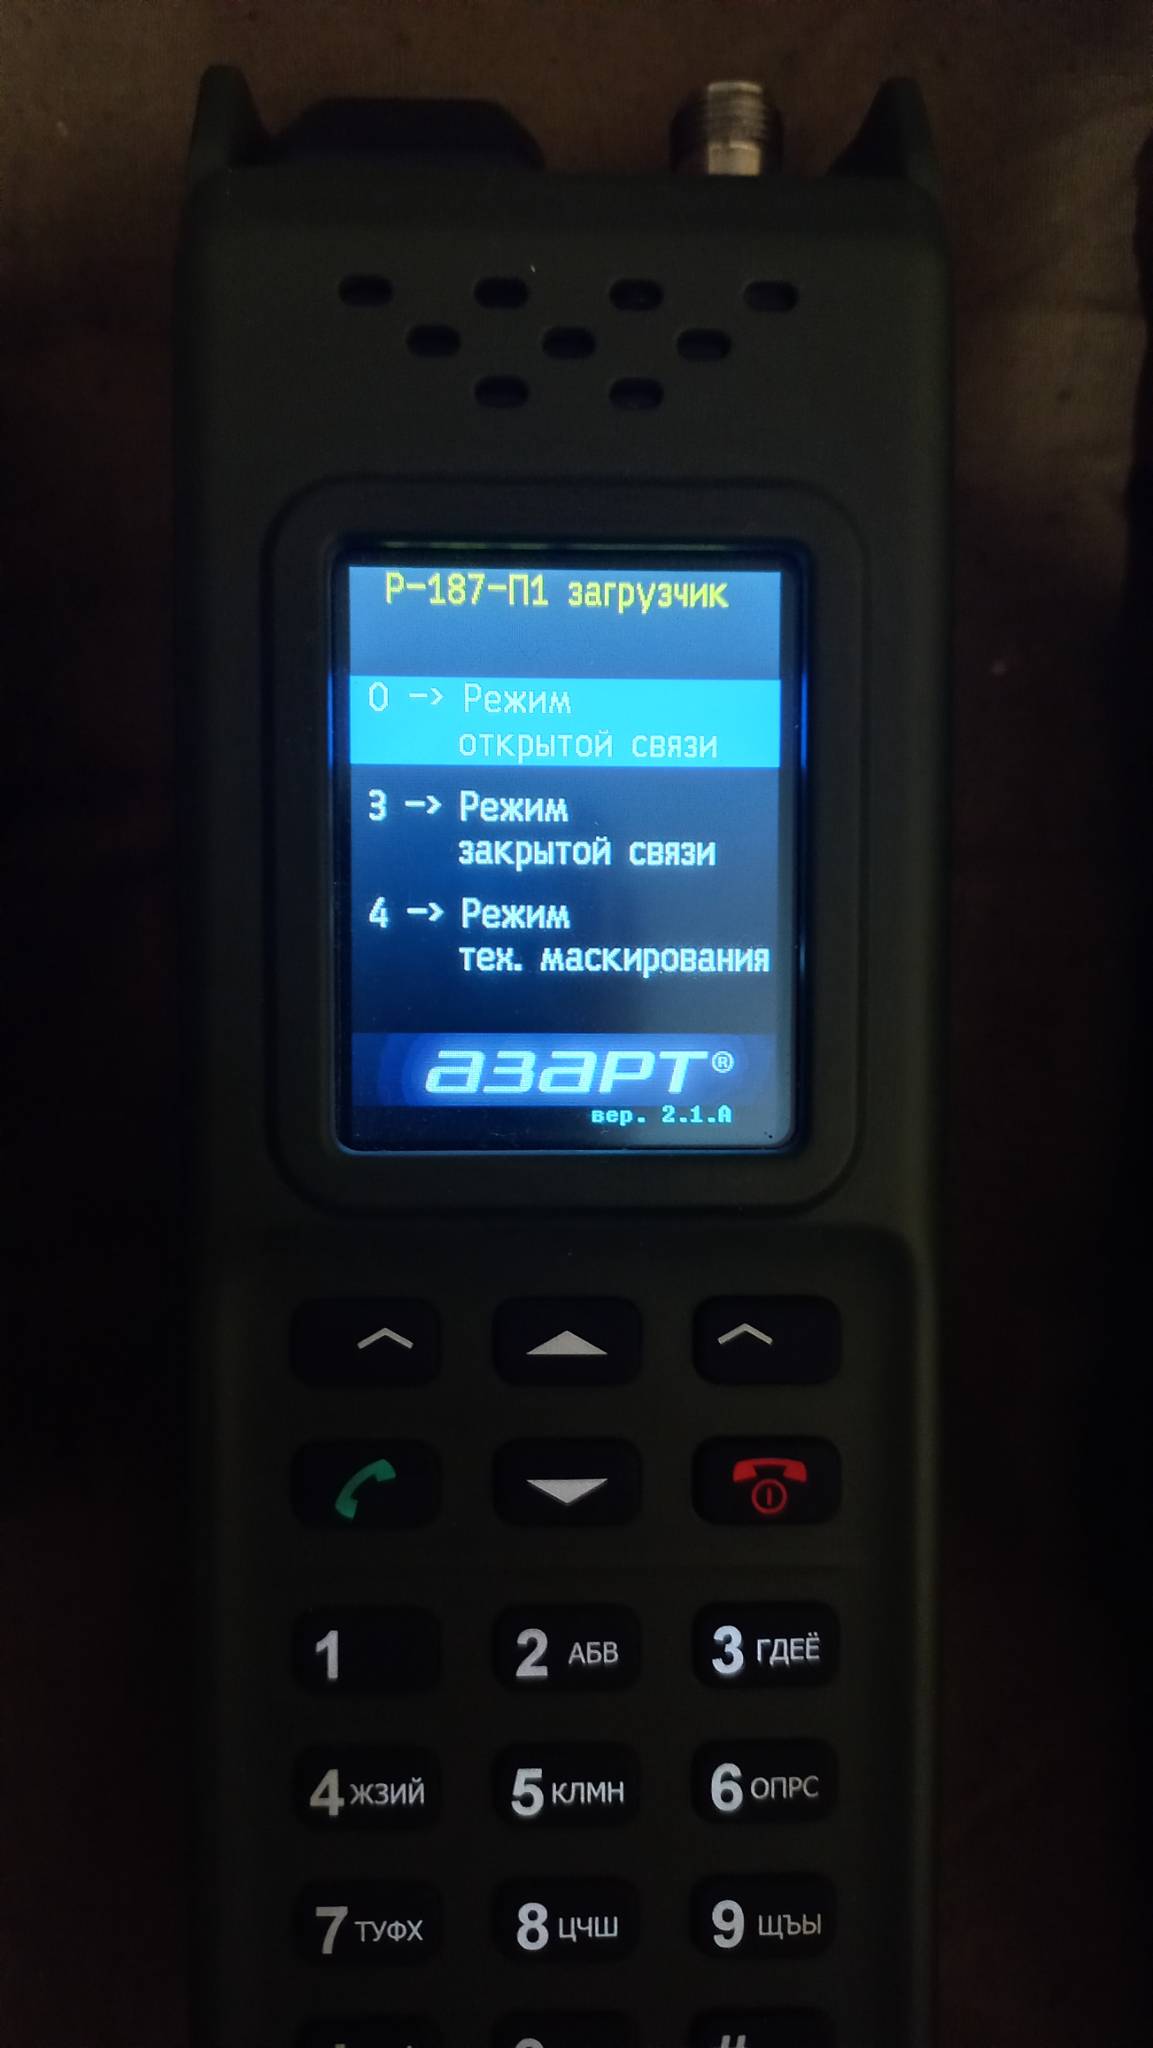 Р-187-П1 загрузчик
0 -> Режим
открытой связи
3 -> Режим
закрытой связи
4 -> Режим
тех. маскирования
азарт®
вер. 2.1.A
1
2 АБВ
3 ГДЕЁ
4 ЖЗИЙ
5 КЛМН
6 ОПРС
7 ТУФХ
8 ЦЧШ
9 ЩЪЫ